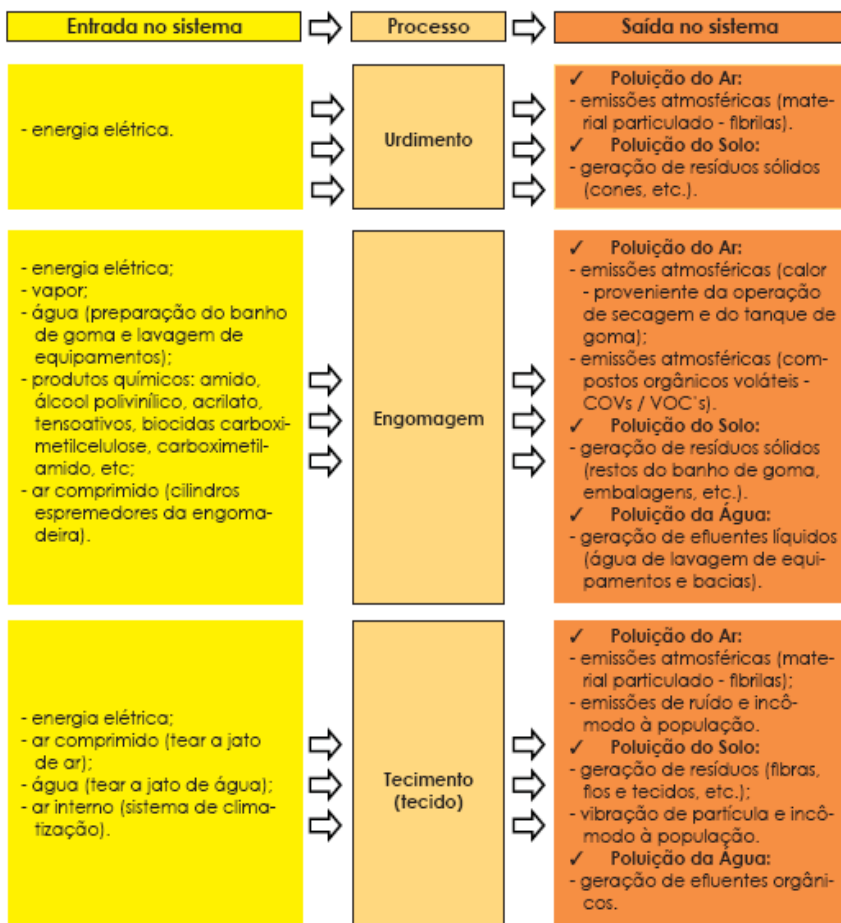 Entrada no sistema
Processo
Saída no sistema
- energia elétrica.
Urdimento
✓ Poluição do Ar:
- emissões atmosféricas (mate-
rial particulado - fibrilas).
✓ Poluição do Solo:
- geração de resíduos sólidos
(cones, etc.).
- energia elétrica;
- vapor;
- água (preparação do banho
de goma e lavagem de
equipamentos);
- produtos químicos: amido,
álcool polivinílico, acrilato,
tensoativos, biocidas carboxi-
metilcelulose, carboximetil-
amido, etc;
- ar comprimido (cilindros
espremedores da engoma-
deira).
Engomagem
✓ Poluição do Ar:
- emissões atmosféricas (calor
- proveniente da operação
de secagem e do tanque de
goma);
- emissões atmosféricas (com-
postos orgânicos voláteis -
COVs / VOC`s).
✓ Poluição do Solo:
- geração de resíduos sólidos
(restos do banho de goma,
embalagens, etc.).
✓ Poluição da Água:
- geração de efluentes líquidos
(água de lavagem de equi-
pamentos e bacias).
- energia elétrica;
- ar comprimido (tear a jato
de ar);
- água (tear a jato de água);
- ar interno (sistema de clima-
tização).
Tecimento
(tecido)
✓ Poluição do Ar:
- emissões atmosféricas (mate-
rial particulado - fibrilas);
- emissões de ruído e incô-
modo à população.
✓ Poluição do Solo:
- geração de resíduos (fibras,
fios e tecidos, etc.);
- vibração de partícula e incô-
modo à população.
✓ Poluição da Água:
- geração de efluentes orgâni-
cos.